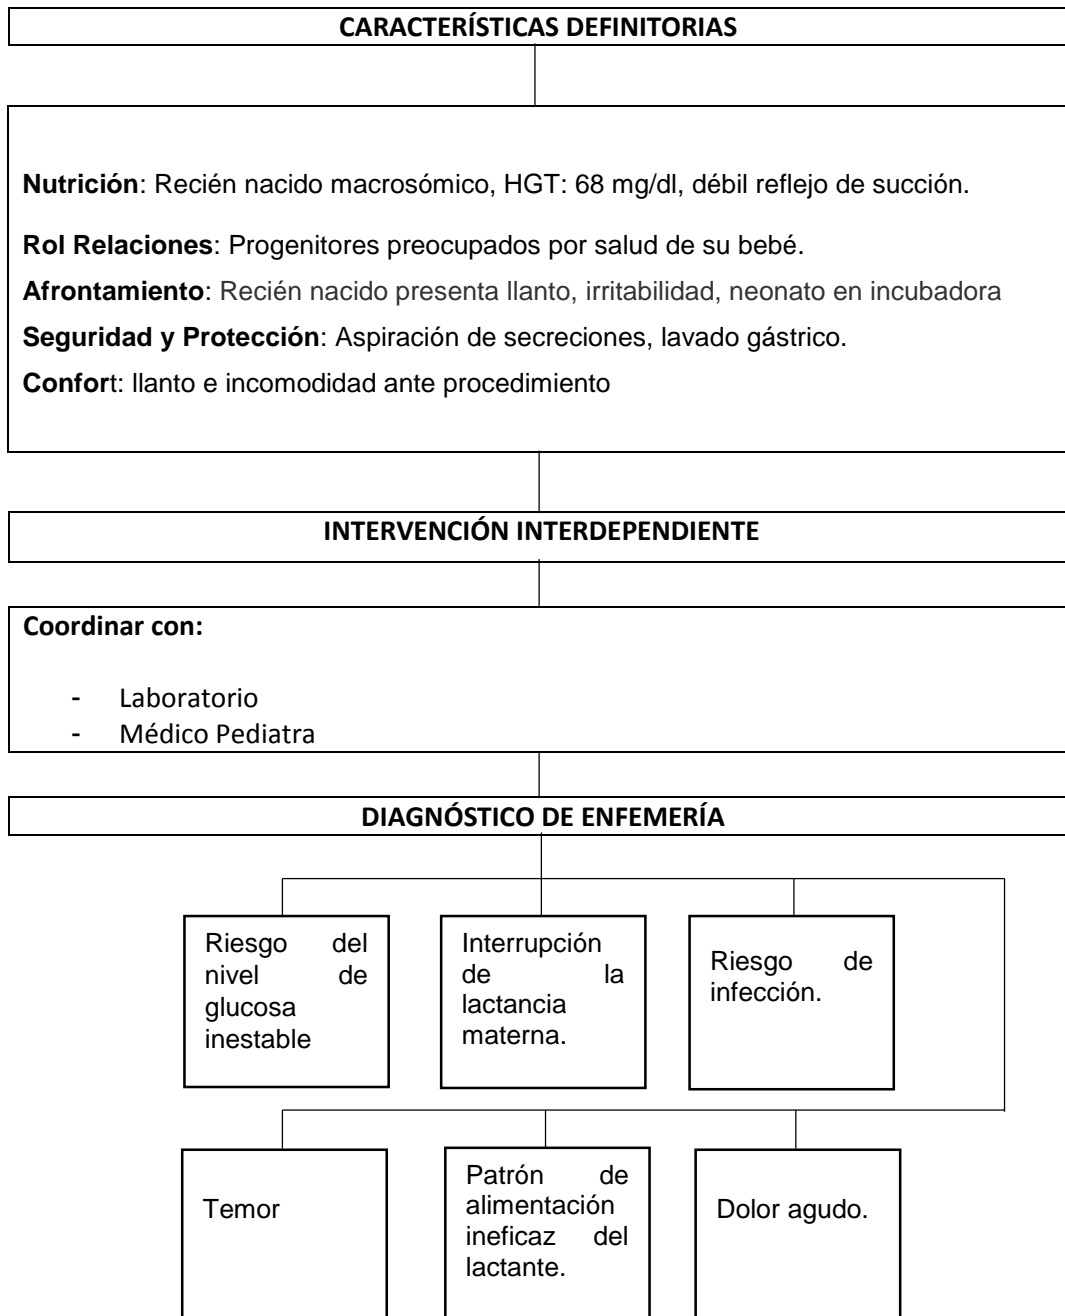 CARACTERÍSTICAS DEFINITORIAS
Nutrición: Recién nacido macrosómico, HGT: 68 mg/dl, débil reflejo de succión.
Rol Relaciones: Progenitores preocupados por salud de su bebé.
Afrontamiento: Recién nacido presenta llanto, irritabilidad, neonato en incubadora
Seguridad y Protección: Aspiración de secreciones, lavado gástrico.
Confort: llanto e incomodidad ante procedimiento
INTERVENCIÓN INTERDEPENDIENTE
Coordinar con:
- Laboratorio
- Médico Pediatra
DIAGNÓSTICO DE ENFEMERÍA
Riesgo del
nivel de
glucosa
inestable
Interrupción
de la
lactancia
materna.
Riesgo de
infección.
Temor
Patrón de
alimentación
ineficaz del
lactante.
Dolor agudo.